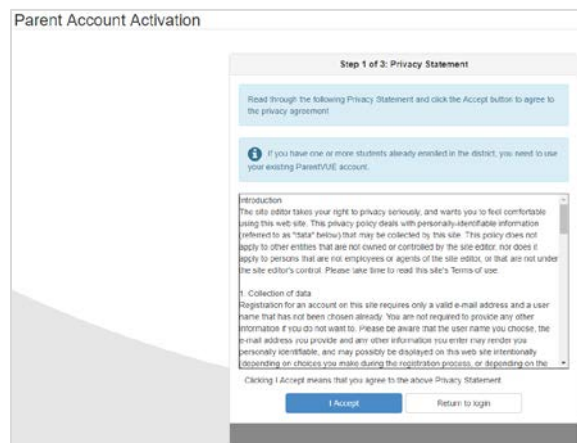 Parent Account Activation
Step 1 of 3: Privacy Statement
Read through the following Privacy Statement and click the Accept button to agree to
the privacy agreement!
If you have one or more students already enrolled in the district, you need to use
your existing ParentVUE account.
Introduction
The site editor takes your right to privacy seriously, and wants you to feel comfortable
using this web site. This privacy policy deals with personally-identifiable information
(referred to as "data" below) that may be collected by this site. This policy does not
apply to other entities that are not owned or controlled by the site editor, nor does it
apply to persons that are not employees or agents of the site editor, or that are not under
the site editor's control. Please take time to read this site's Terms of use.
1. Collection of data
Registration for an account on this site requires only a valid e-mail address and a user
name that has not been chosen already. You are not required to provide any other
information if you do not want to. Please be aware that the user name you choose, the
e-mail address you provide and any other information you enter may render you
personally identifiable, and may possibly be displayed on this web site intentionally
(depending on choices you make during the registration process, or depending on the
Clicking I Accept means that you agree to the above Privacy Statement
I Accept
Return to login